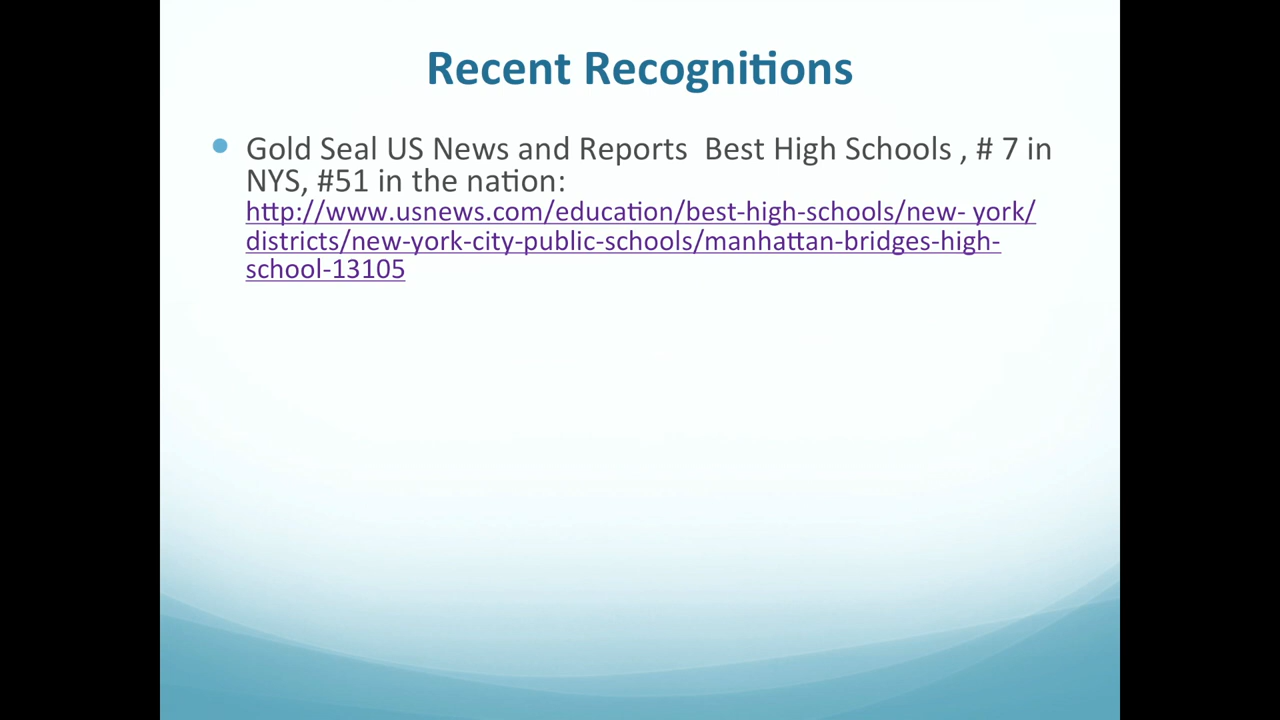 Recent Recognitions
Gold Seal US News and Reports  Best High Schools , # 7 in
NYS, #51 in the nation:
http://www.usnews.com/education/best-high-schools/new- york/
districts/new-york-city-public-schools/manhattan-bridges-high-
school-13105